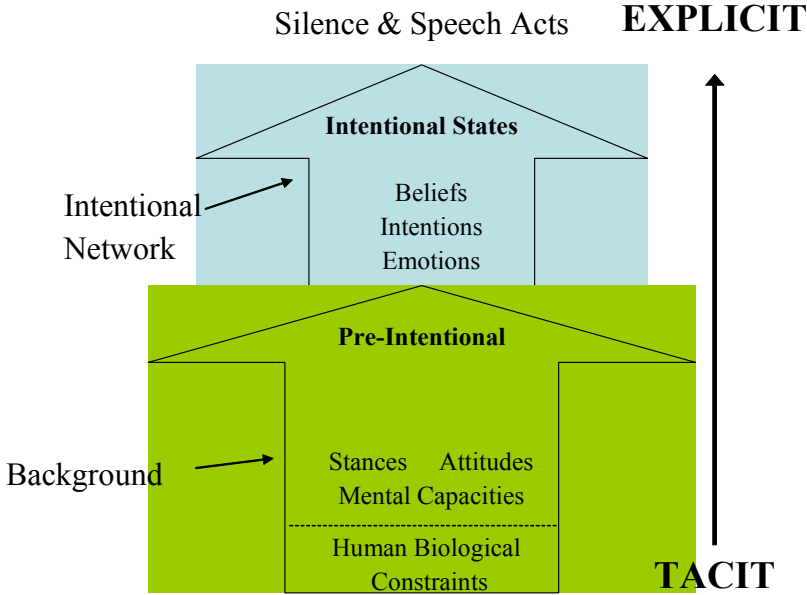 Silence & Speech Acts
EXPLICIT
Intentional States
Intentional
Network
Beliefs
Intentions
Emotions
Pre-Intentional
Background
Stances Attitudes
Mental Capacities
Human Biological
Constraints
TACIT